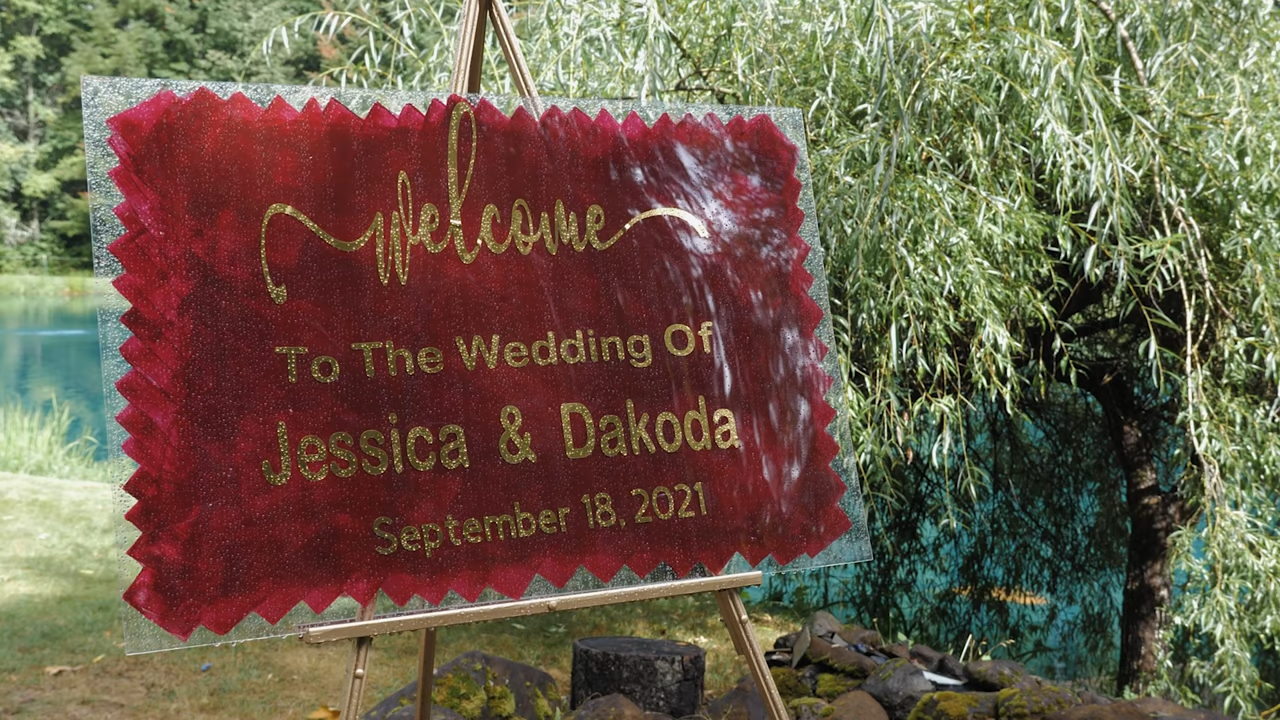 welcome
To The Wedding Of
Jessica & Dakoda
September 18, 2021